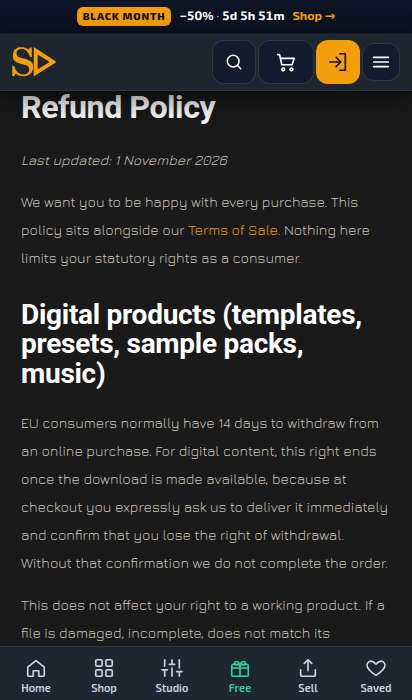 BLACK MONTH −50% · 5d 5h 51m Shop →
S
Refund Policy
Last updated: 1 November 2026
We want you to be happy with every purchase. This
policy sits alongside our Terms of Sale. Nothing here
limits your statutory rights as a consumer.
Digital products (templates,
presets, sample packs,
music)
EU consumers normally have 14 days to withdraw from
an online purchase. For digital content, this right ends
once the download is made available, because at
checkout you expressly ask us to deliver it immediately
and confirm that you lose the right of withdrawal.
Without that confirmation we do not complete the order.
This does not affect your right to a working product. If a
file is damaged, incomplete, does not match its
Home Shop Studio Free Sell Saved